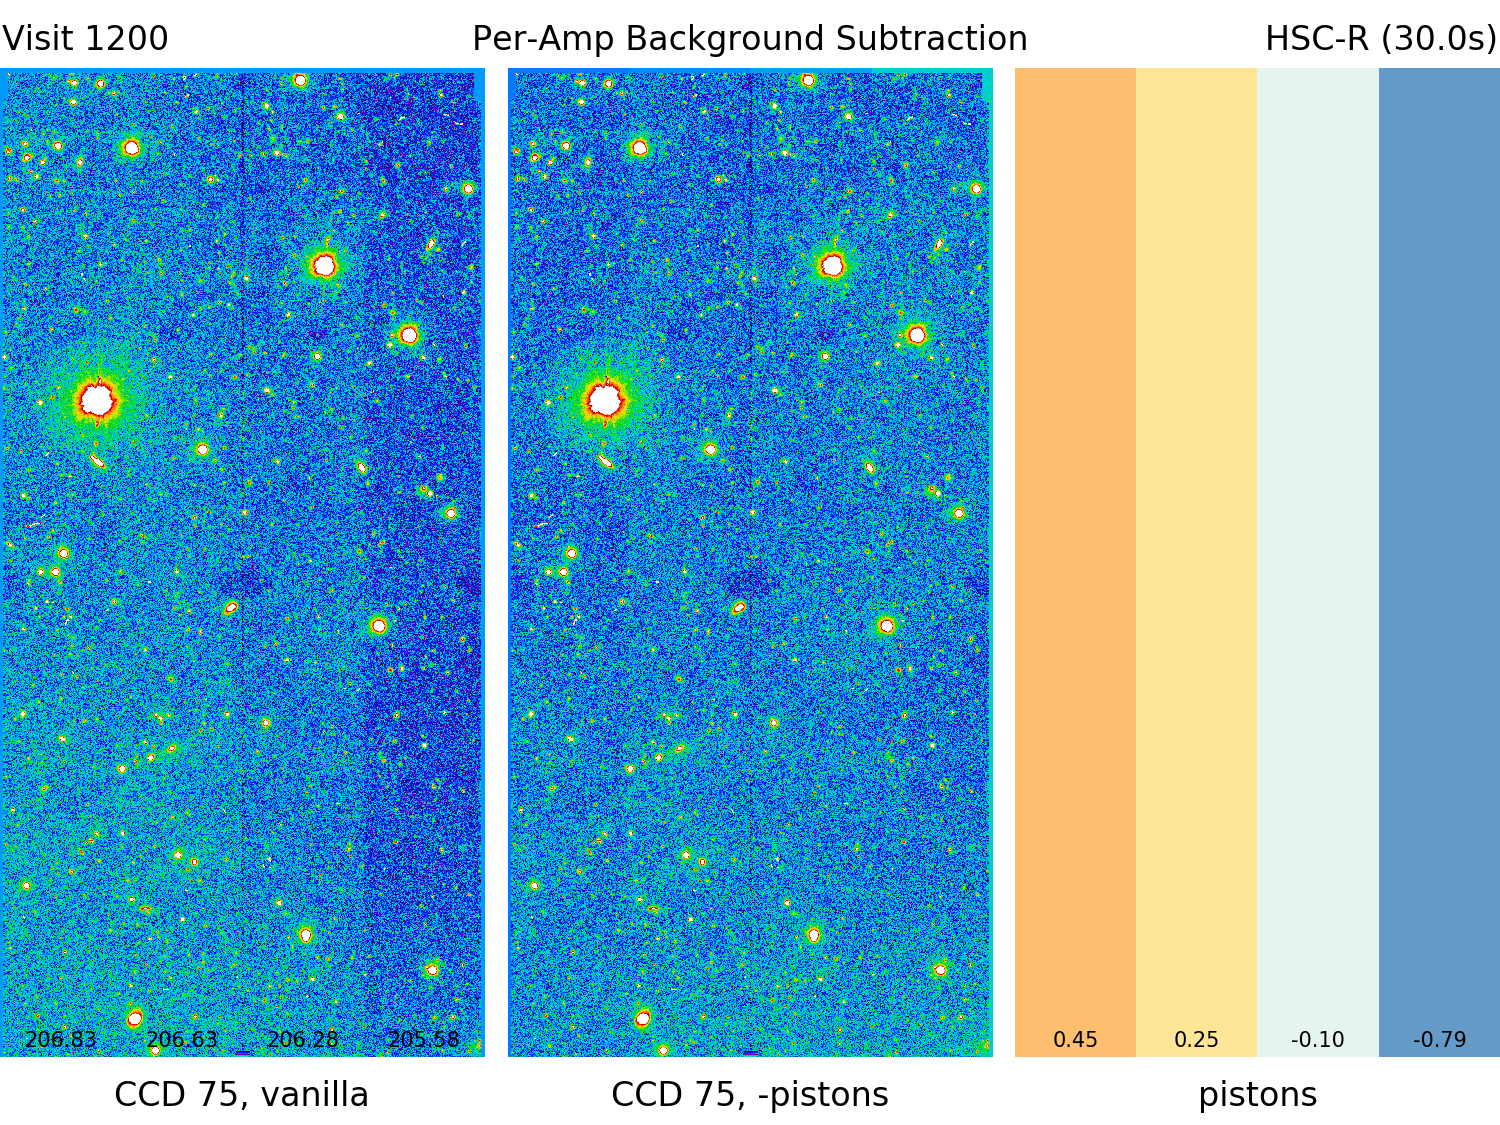 Visit 1200 Per-Amp Background Subtraction HSC-R (30.0s)
206.83 206.63 206.28 205.58 0.45 0.25 -0.10 -0.79
CCD 75, vanilla CCD 75, -pistons pistons